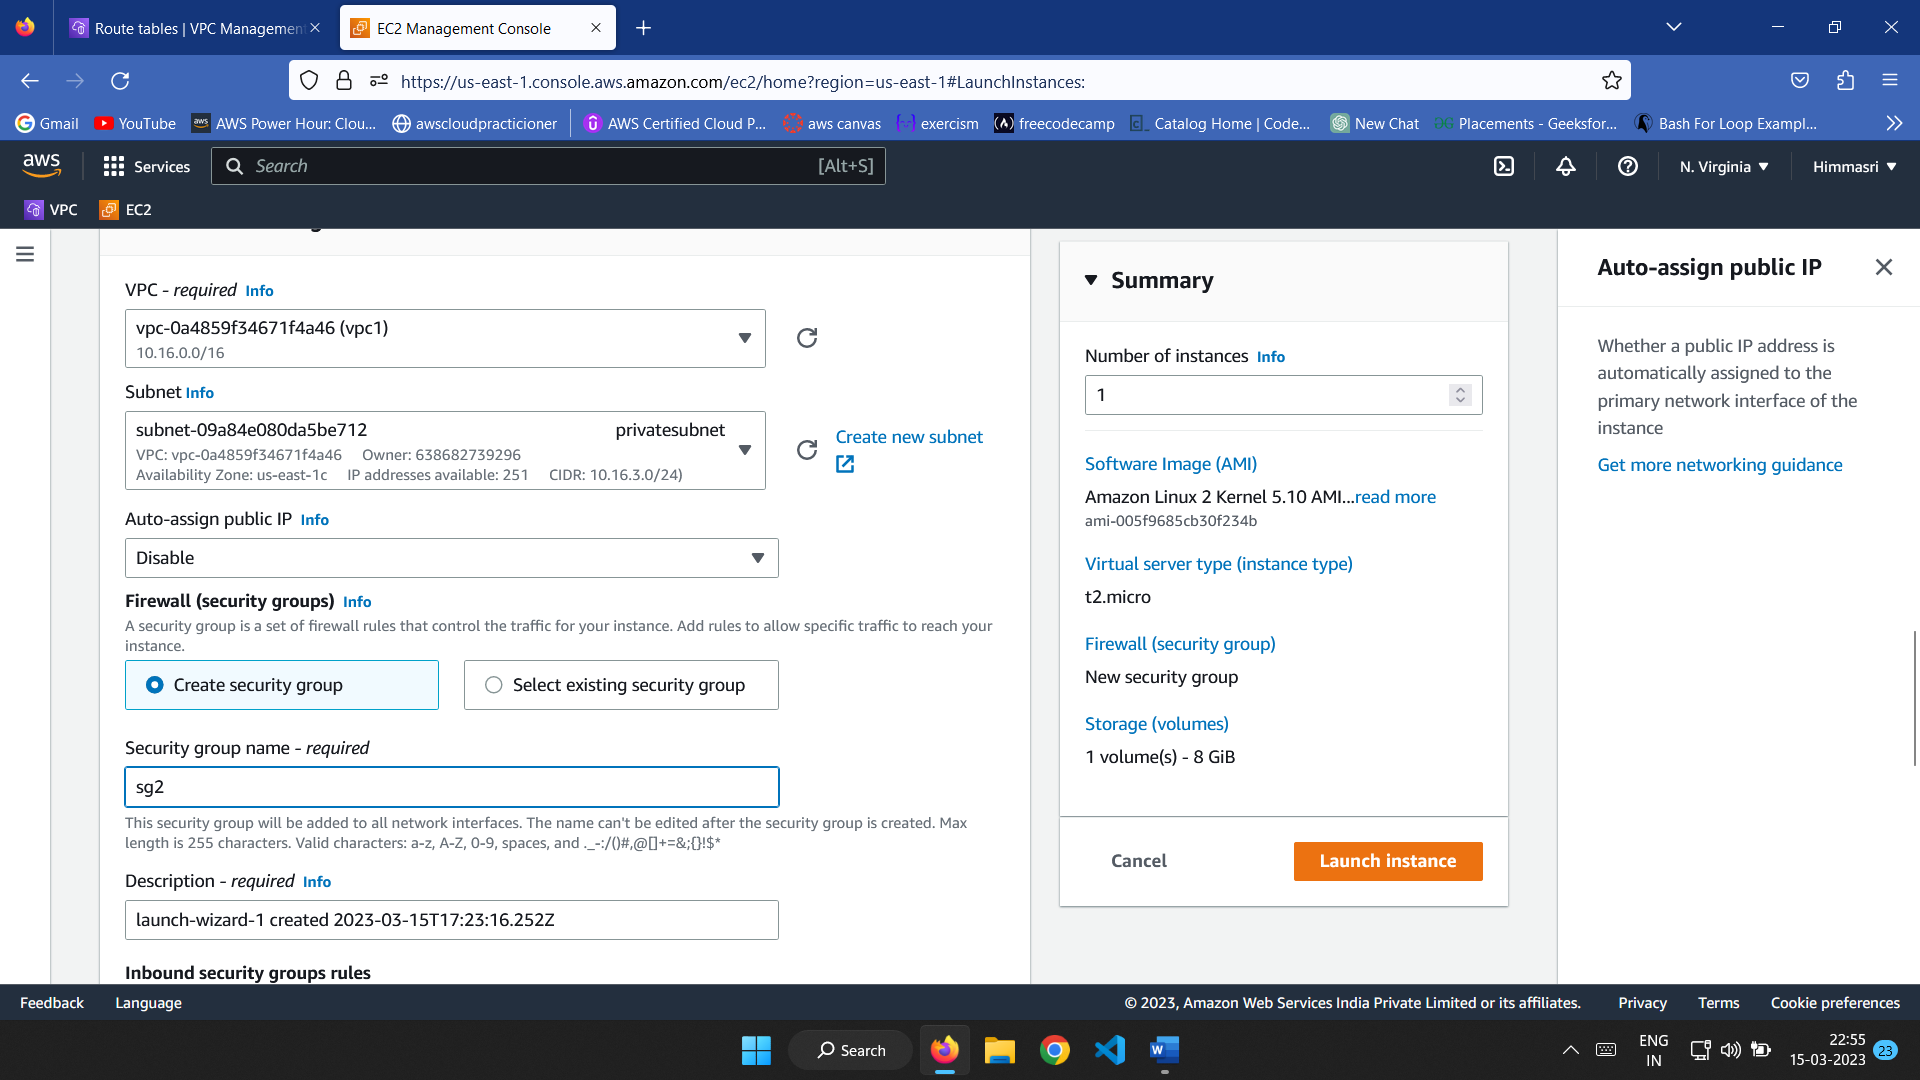 Route tables | VPC Managemen
EC2 Management Console
https://us-east-1.console.aws.amazon.com/ec2/home?region=us-east-1#LaunchInstances:
Gmail
YouTube
AWS Power Hour: Clou...
awscloudpracticioner
AWS Certified Cloud P...
aws canvas
exercism
freecodecamp
Catalog Home | Code...
New Chat
Placements - Geeksfor...
Bash For Loop Exampl...
aws
Services
Search
[Alt+S]
N. Virginia
Himmasri
VPC
EC2
VPC - required Info
vpc-0a4859f34671f4a46 (vpc1)
10.16.0.0/16
Subnet Info
subnet-09a84e080da5be712 privatesubnet
VPC: vpc-0a4859f34671f4a46 Owner: 638682739296
Availability Zone: us-east-1c IP addresses available: 251 CIDR: 10.16.3.0/24)
Create new subnet
Auto-assign public IP Info
Disable
Firewall (security groups) Info
A security group is a set of firewall rules that control the traffic for your instance. Add rules to allow specific traffic to reach your
instance.
Create security group
Select existing security group
Security group name - required
sg2
This security group will be added to all network interfaces. The name can't be edited after the security group is created. Max
length is 255 characters. Valid characters: a-z, A-Z, 0-9, spaces, and ._-:/()#,@[]+=&;{}!$*
Description - required Info
launch-wizard-1 created 2023-03-15T17:23:16.252Z
Inbound security groups rules
Summary
Number of instances Info
1
Software Image (AMI)
Amazon Linux 2 Kernel 5.10 AMI...read more
ami-005f9685cb30f234b
Virtual server type (instance type)
t2.micro
Firewall (security group)
New security group
Storage (volumes)
1 volume(s) - 8 GiB
Cancel
Launch instance
Auto-assign public IP
Whether a public IP address is
automatically assigned to the
primary network interface of the
instance
Get more networking guidance
Feedback
Language
© 2023, Amazon Web Services India Private Limited or its affiliates.
Privacy
Terms
Cookie preferences
Search
ENG
IN
22:55
15-03-2023
23